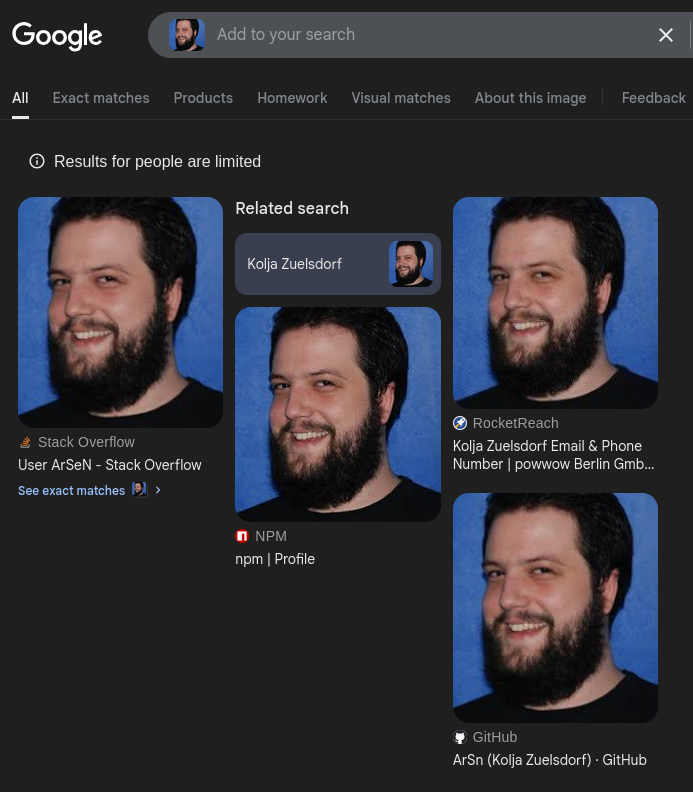 Google
Add to your search
All
Exact matches
Products
Homework
Visual matches
About this image
Feedback
Results for people are limited
Stack Overflow
User ArSeN - Stack Overflow
See exact matches
Related search
Kolja Zuelsdorf
NPM
npm | Profile
RocketReach
Kolja Zuelsdorf Email & Phone
Number | powwow Berlin Gmb...
GitHub
ArSn (Kolja Zuelsdorf) · GitHub